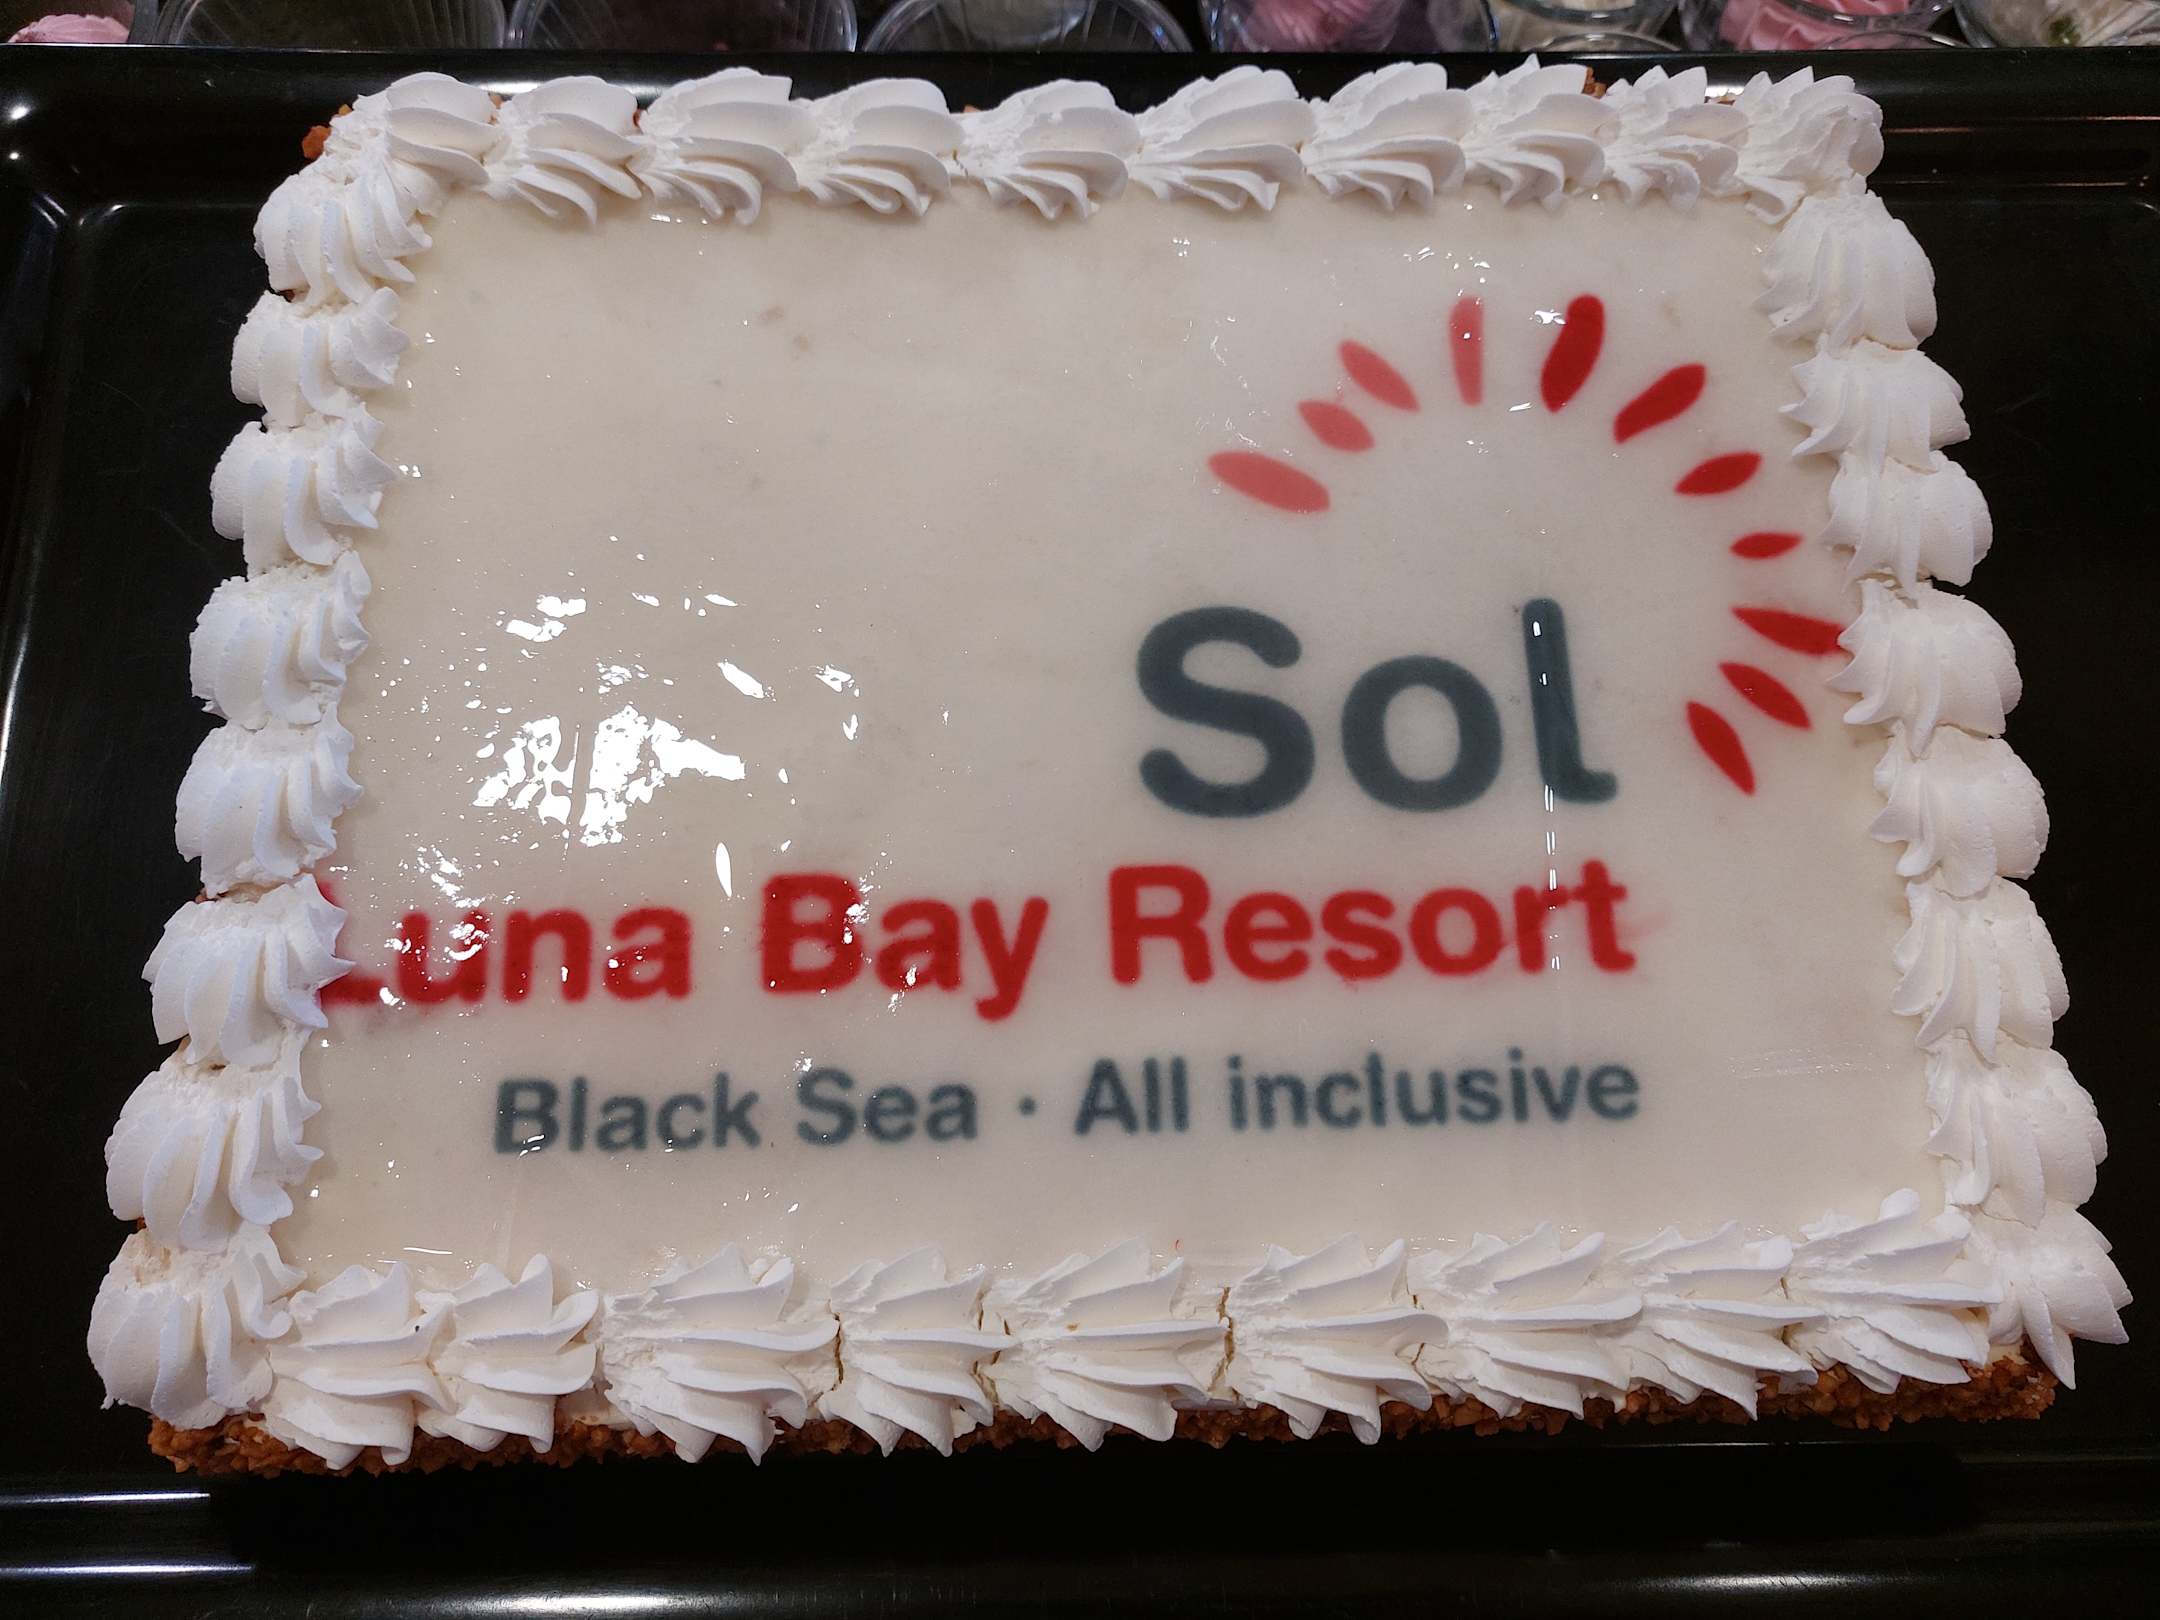 Sol
Luna Bay Resort
Black Sea · All inclusive